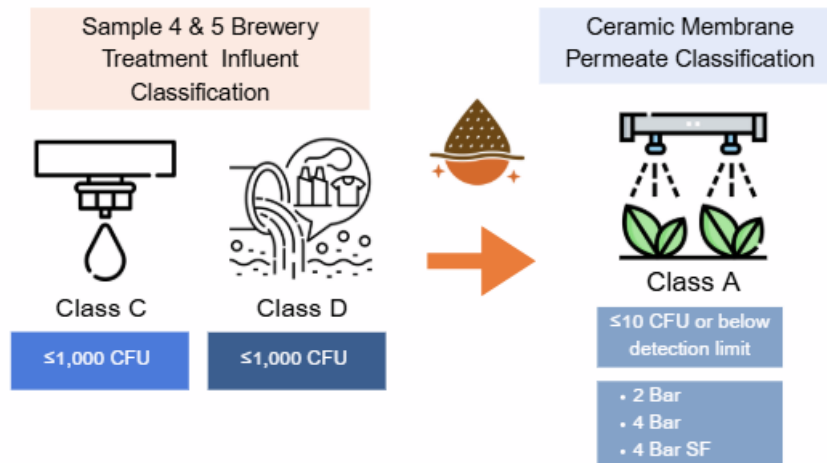 Sample 4 & 5 Brewery
Treatment Influent
Classification
Ceramic Membrane
Permeate Classification
Class C
Class D
Class A
≤1,000 CFU
≤1,000 CFU
≤10 CFU or below
detection limit
• 2 Bar
• 4 Bar
• 4 Bar SF